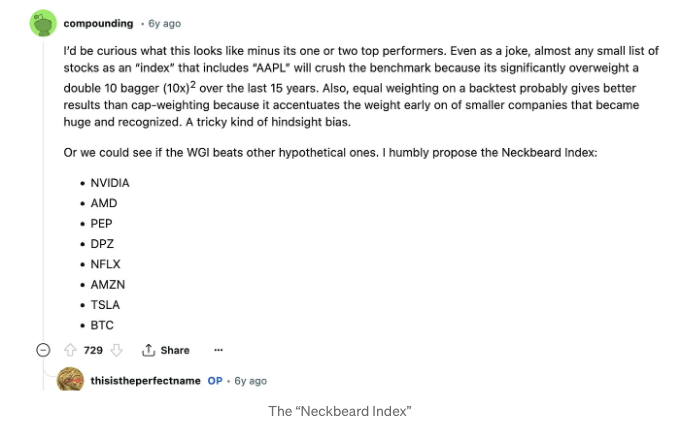 compounding • 6y ago
I'd be curious what this looks like minus its one or two top performers. Even as a joke, almost any small list of
stocks as an "index" that includes "AAPL" will crush the benchmark because its significantly overweight a
double 10 bagger (10x)² over the last 15 years. Also, equal weighting on a backtest probably gives better
results than cap-weighting because it accentuates the weight early on of smaller companies that became
huge and recognized. A tricky kind of hindsight bias.
Or we could see if the WGI beats other hypothetical ones. I humbly propose the Neckbeard Index:
• NVIDIA
• AMD
• PEP
• DPZ
• NFLX
• AMZN
• TSLA
• BTC
729 Share ...
thisistheperfectname OP • 6y ago
The “Neckbeard Index”